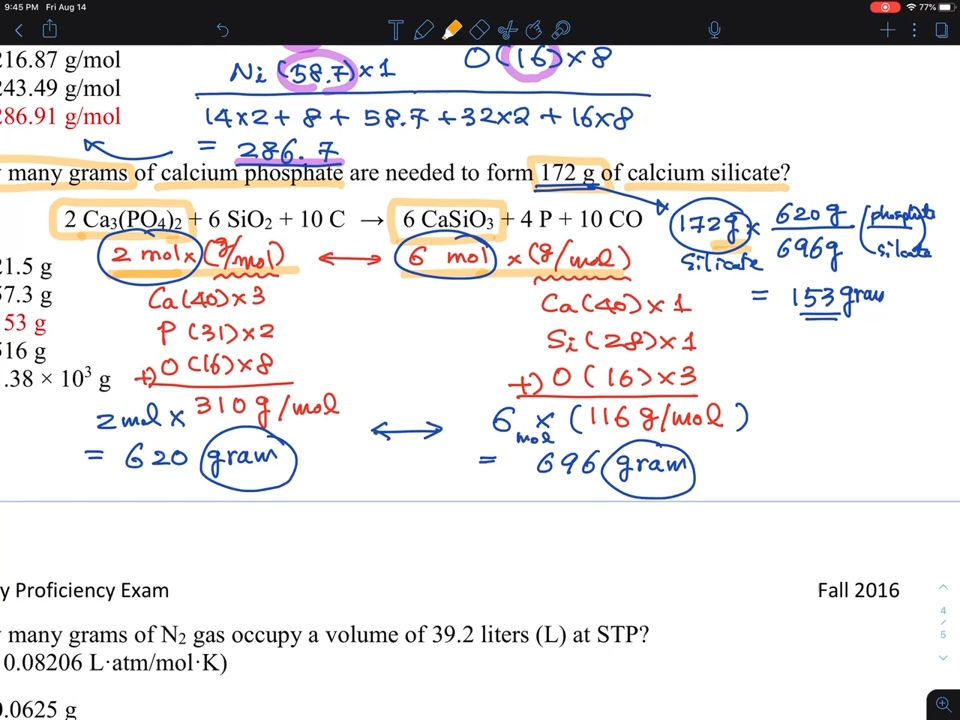 9:45 PM Fri Aug 14
77%
216.87 g/mol
243.49 g/mol
286.91 g/mol
Ni (58.7) x 1
O (16) x 8
14x2 + 8 + 58.7 + 32x2 + 16x8
= 286.7
many grams of calcium phosphate are needed to form 172 g of calcium silicate?
2 Ca₃(PO₄)₂ + 6 SiO₂ + 10 C → 6 CaSiO₃ + 4 P + 10 CO
172g x 620g / 696g (phosphate / silicate)
silicate
= 153 gram
2 mol x (g/mol) ↔ 6 mol x (g/mol)
Ca (40) x 3
P (31) x 2
+) O (16) x 8
310 g/mol
2 mol x
= 620 gram
Ca (40) x 1
Si (28) x 1
+) O (16) x 3
6 mol x (116 g/mol)
↔
= 696 gram
21.5 g
57.3 g
53 g
516 g
.38 × 10³ g
y Proficiency Exam
Fall 2016
4
/
5
many grams of N₂ gas occupy a volume of 39.2 liters (L) at STP?
0.08206 L·atm/mol·K)
0.0625 g